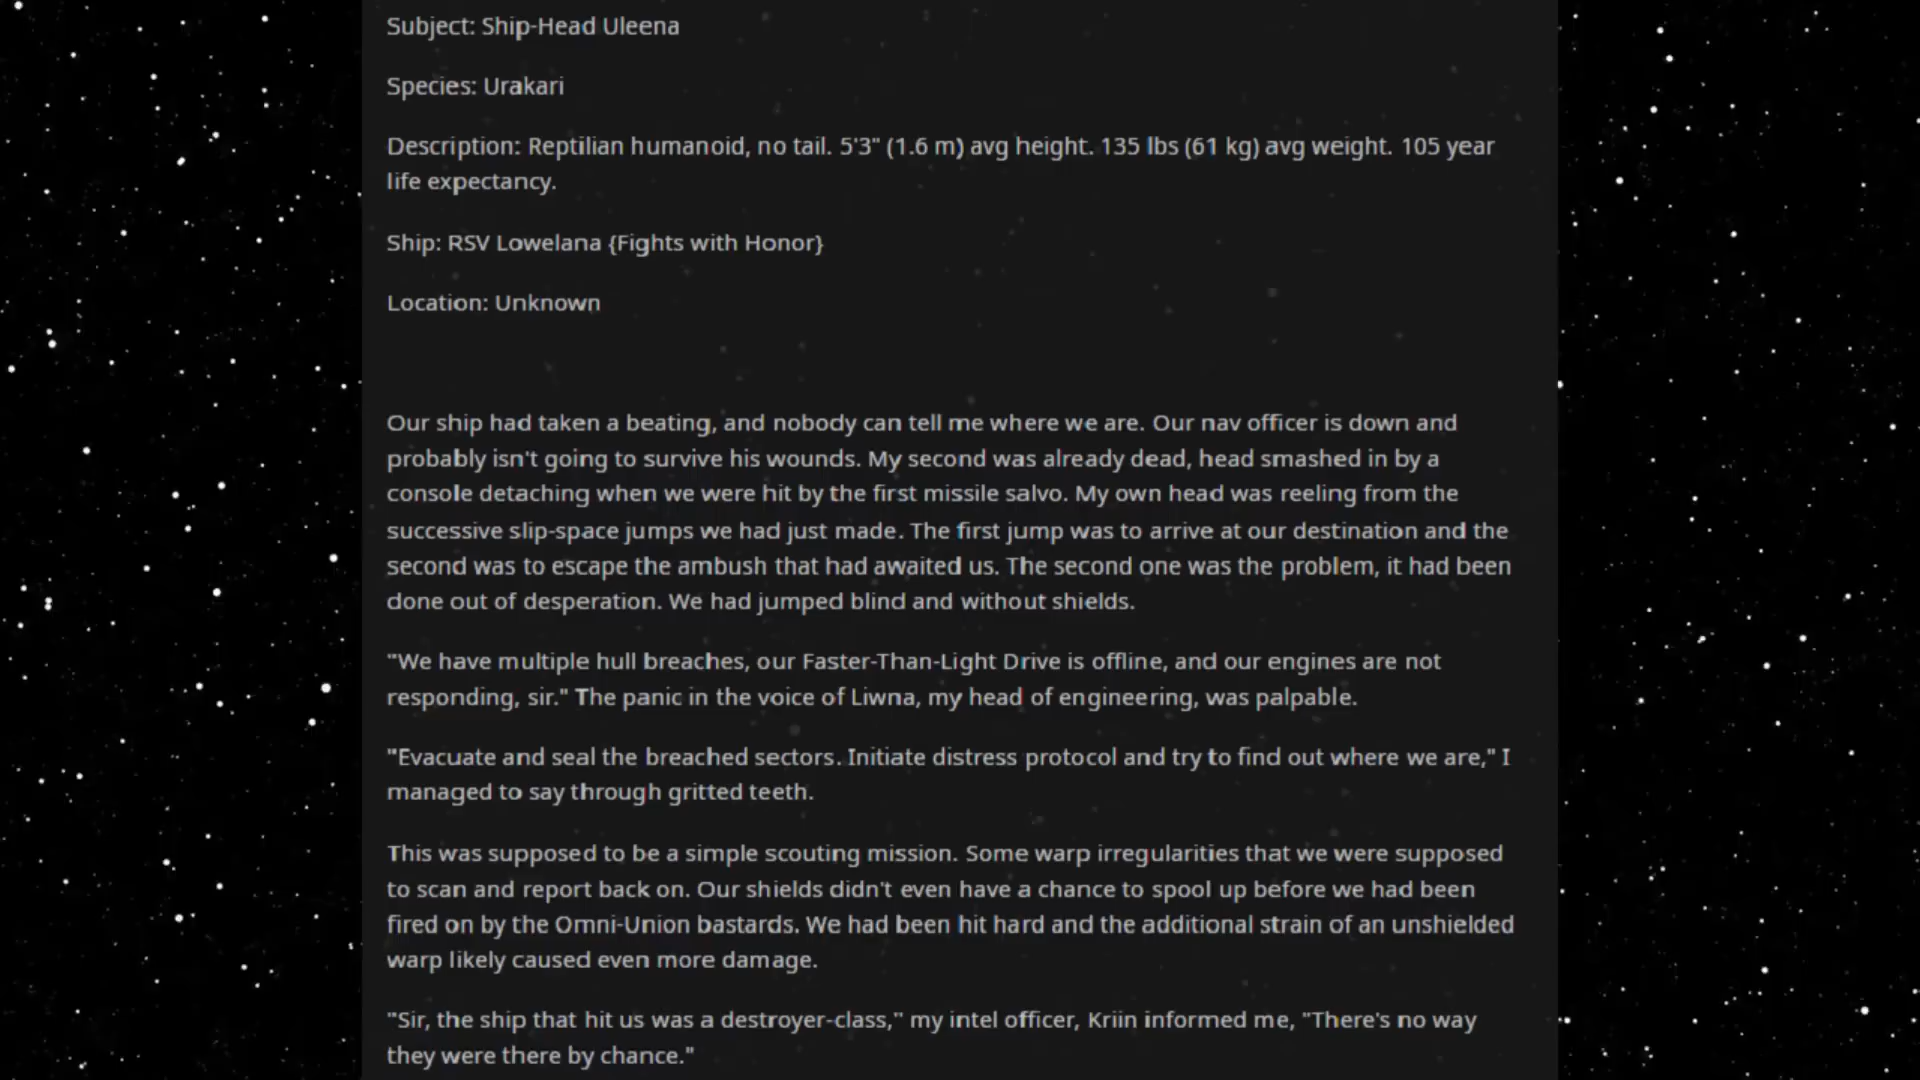 Subject: Ship-Head Uleena
Species: Urakari
Description: Reptilian humanoid, no tail. 5'3" (1.6 m) avg height. 135 lbs (61 kg) avg weight. 105 year
life expectancy.
Ship: RSV Lowelana {Fights with Honor}
Location: Unknown
Our ship had taken a beating, and nobody can tell me where we are. Our nav officer is down and
probably isn't going to survive his wounds. My second was already dead, head smashed in by a
console detaching when we were hit by the first missile salvo. My own head was reeling from the
successive slip-space jumps we had just made. The first jump was to arrive at our destination and the
second was to escape the ambush that had awaited us. The second one was the problem, it had been
done out of desperation. We had jumped blind and without shields.
"We have multiple hull breaches, our Faster-Than-Light Drive is offline, and our engines are not
responding, sir." The panic in the voice of Liwna, my head of engineering, was palpable.
"Evacuate and seal the breached sectors. Initiate distress protocol and try to find out where we are," I
managed to say through gritted teeth.
This was supposed to be a simple scouting mission. Some warp irregularities that we were supposed
to scan and report back on. Our shields didn't even have a chance to spool up before we had been
fired on by the Omni-Union bastards. We had been hit hard and the additional strain of an unshielded
warp likely caused even more damage.
"Sir, the ship that hit us was a destroyer-class," my intel officer, Kriin informed me, "There's no way
they were there by chance."